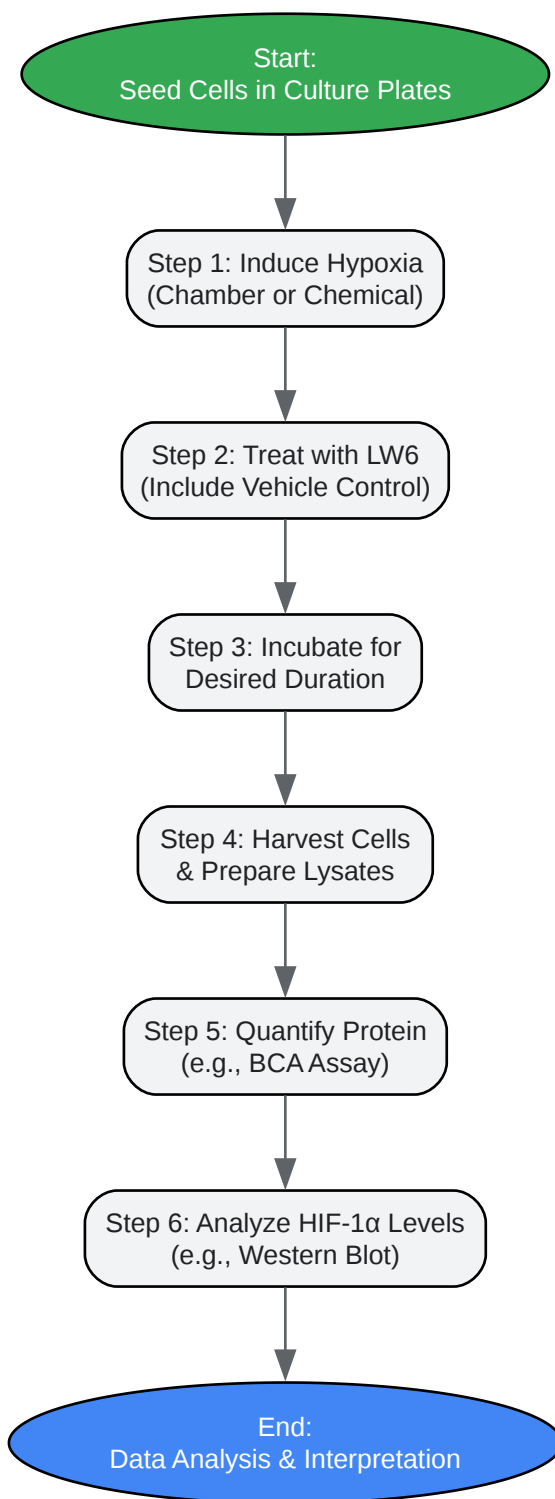 Start:
Seed Cells in Culture Plates
Step 1: Induce Hypoxia
(Chamber or Chemical)
Step 2: Treat with LW6
(Include Vehicle Control)
Step 3: Incubate for
Desired Duration
Step 4: Harvest Cells
& Prepare Lysates
Step 5: Quantify Protein
(e.g., BCA Assay)
Step 6: Analyze HIF-1α Levels
(e.g., Western Blot)
End:
Data Analysis & Interpretation